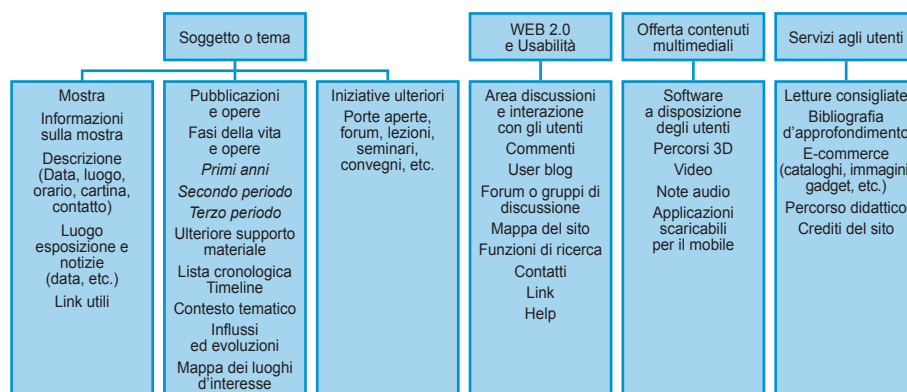 Soggetto o tema
WEB 2.0
e Usabilità
Offerta contenuti
multimediali
Servizi agli utenti
Mostra
Informazioni
sulla mostra
Descrizione
(Data, luogo,
orario, cartina,
contatto)
Luogo
esposizione e
notizie
(data, etc.)
Link utili
Pubblicazioni
e opere
Fasi della vita
e opere
Primi anni
Secondo periodo
Terzo periodo
Ulteriore supporto
materiale
Lista cronologica
Timeline
Contesto tematico
Influssi
ed evoluzioni
Mappa dei luoghi
d'interesse
Iniziative ulteriori
Porte aperte,
forum, lezioni,
seminari,
convegni, etc.
Area discussioni
e interazione
con gli utenti
Commenti
User blog
Forum o gruppi di
discussione
Mappa del sito
Funzioni di ricerca
Contatti
Link
Help
Software
a disposizione
degli utenti
Percorsi 3D
Video
Note audio
Applicazioni
scaricabili
per il mobile
Letture consigliate
Bibliografia
d'approfondimento
E-commerce
(cataloghi, immagini
gadget, etc.)
Percorso didattico
Crediti del sito